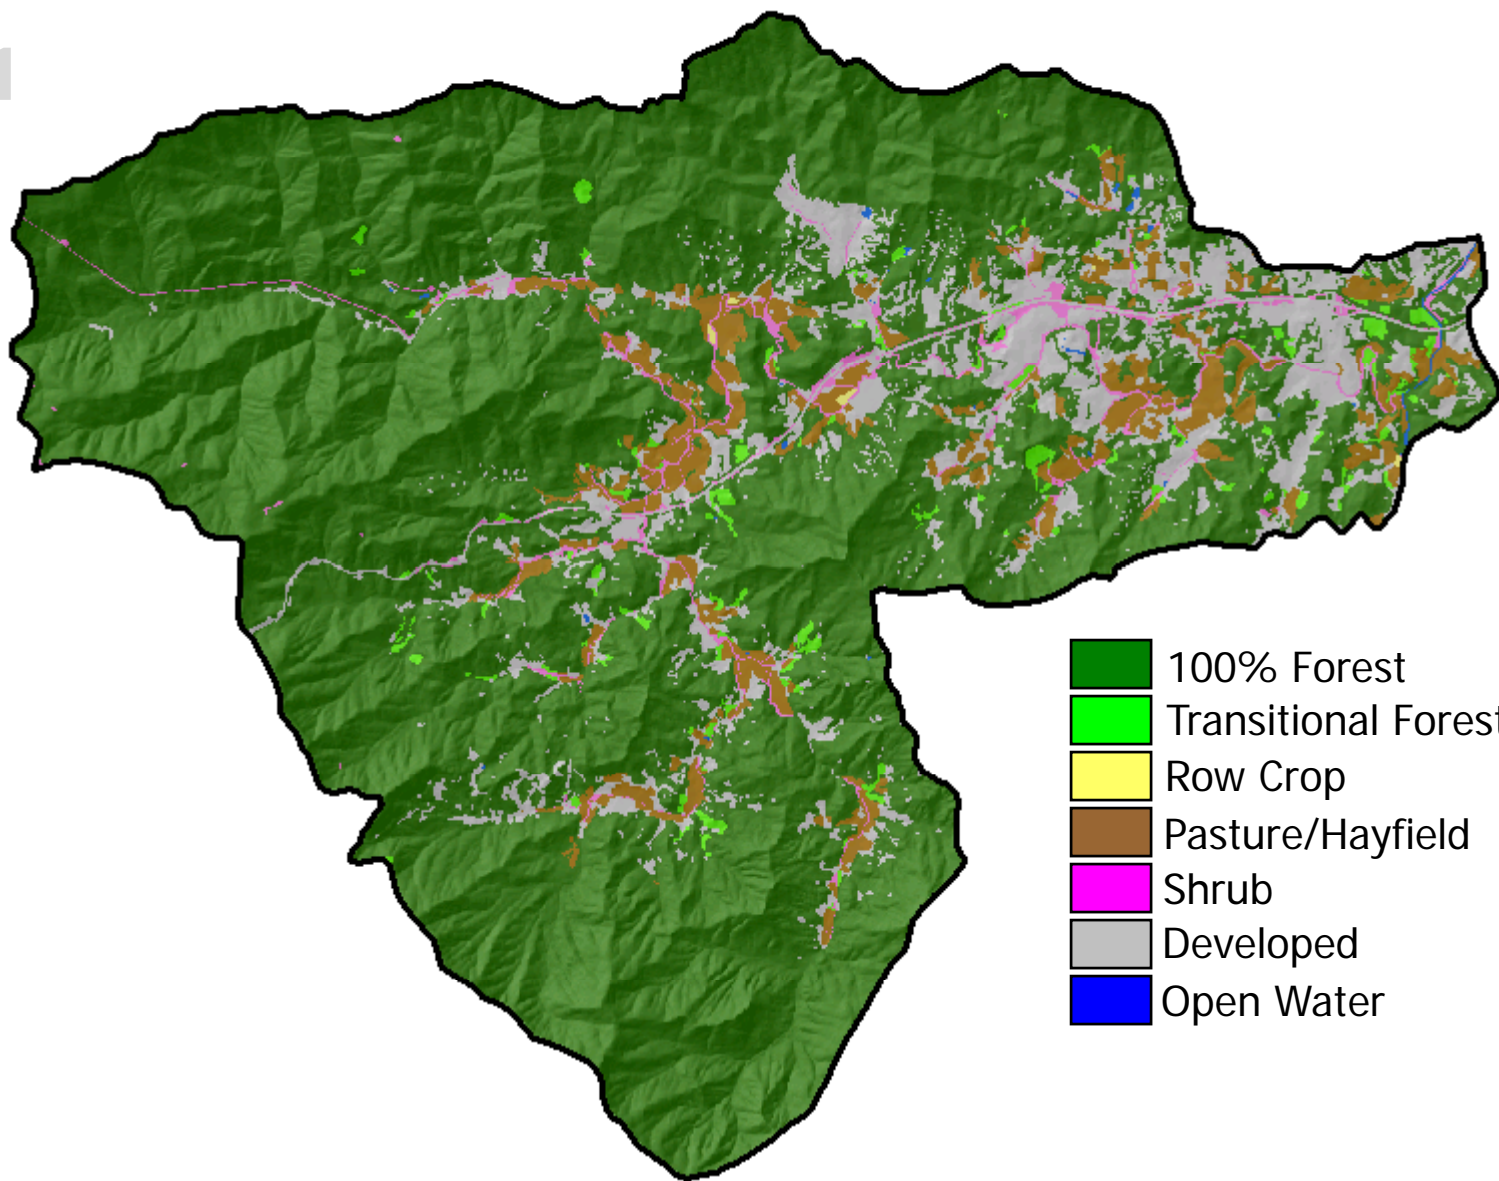 100% Forest
Transitional Forest
Row Crop
Pasture/Hayfield
Shrub
Developed
Open Water